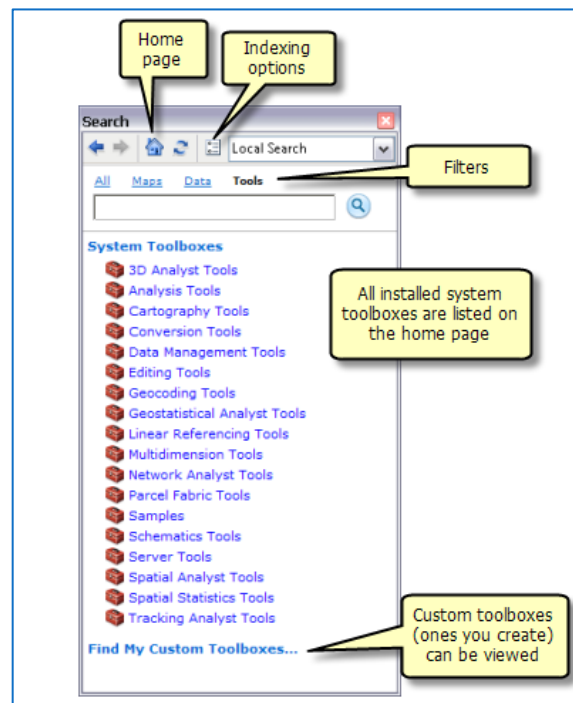 Home
page
Indexing
options
Search
Local Search
Filters
All Maps Data Tools
System Toolboxes
3D Analyst Tools
Analysis Tools
Cartography Tools
Conversion Tools
Data Management Tools
Editing Tools
Geocoding Tools
Geostatistical Analyst Tools
Linear Referencing Tools
Multidimension Tools
Network Analyst Tools
Parcel Fabric Tools
Samples
Schematics Tools
Server Tools
Spatial Analyst Tools
Spatial Statistics Tools
Tracking Analyst Tools
Find My Custom Toolboxes...
All installed system
toolboxes are listed on
the home page
Custom toolboxes
(ones you create)
can be viewed